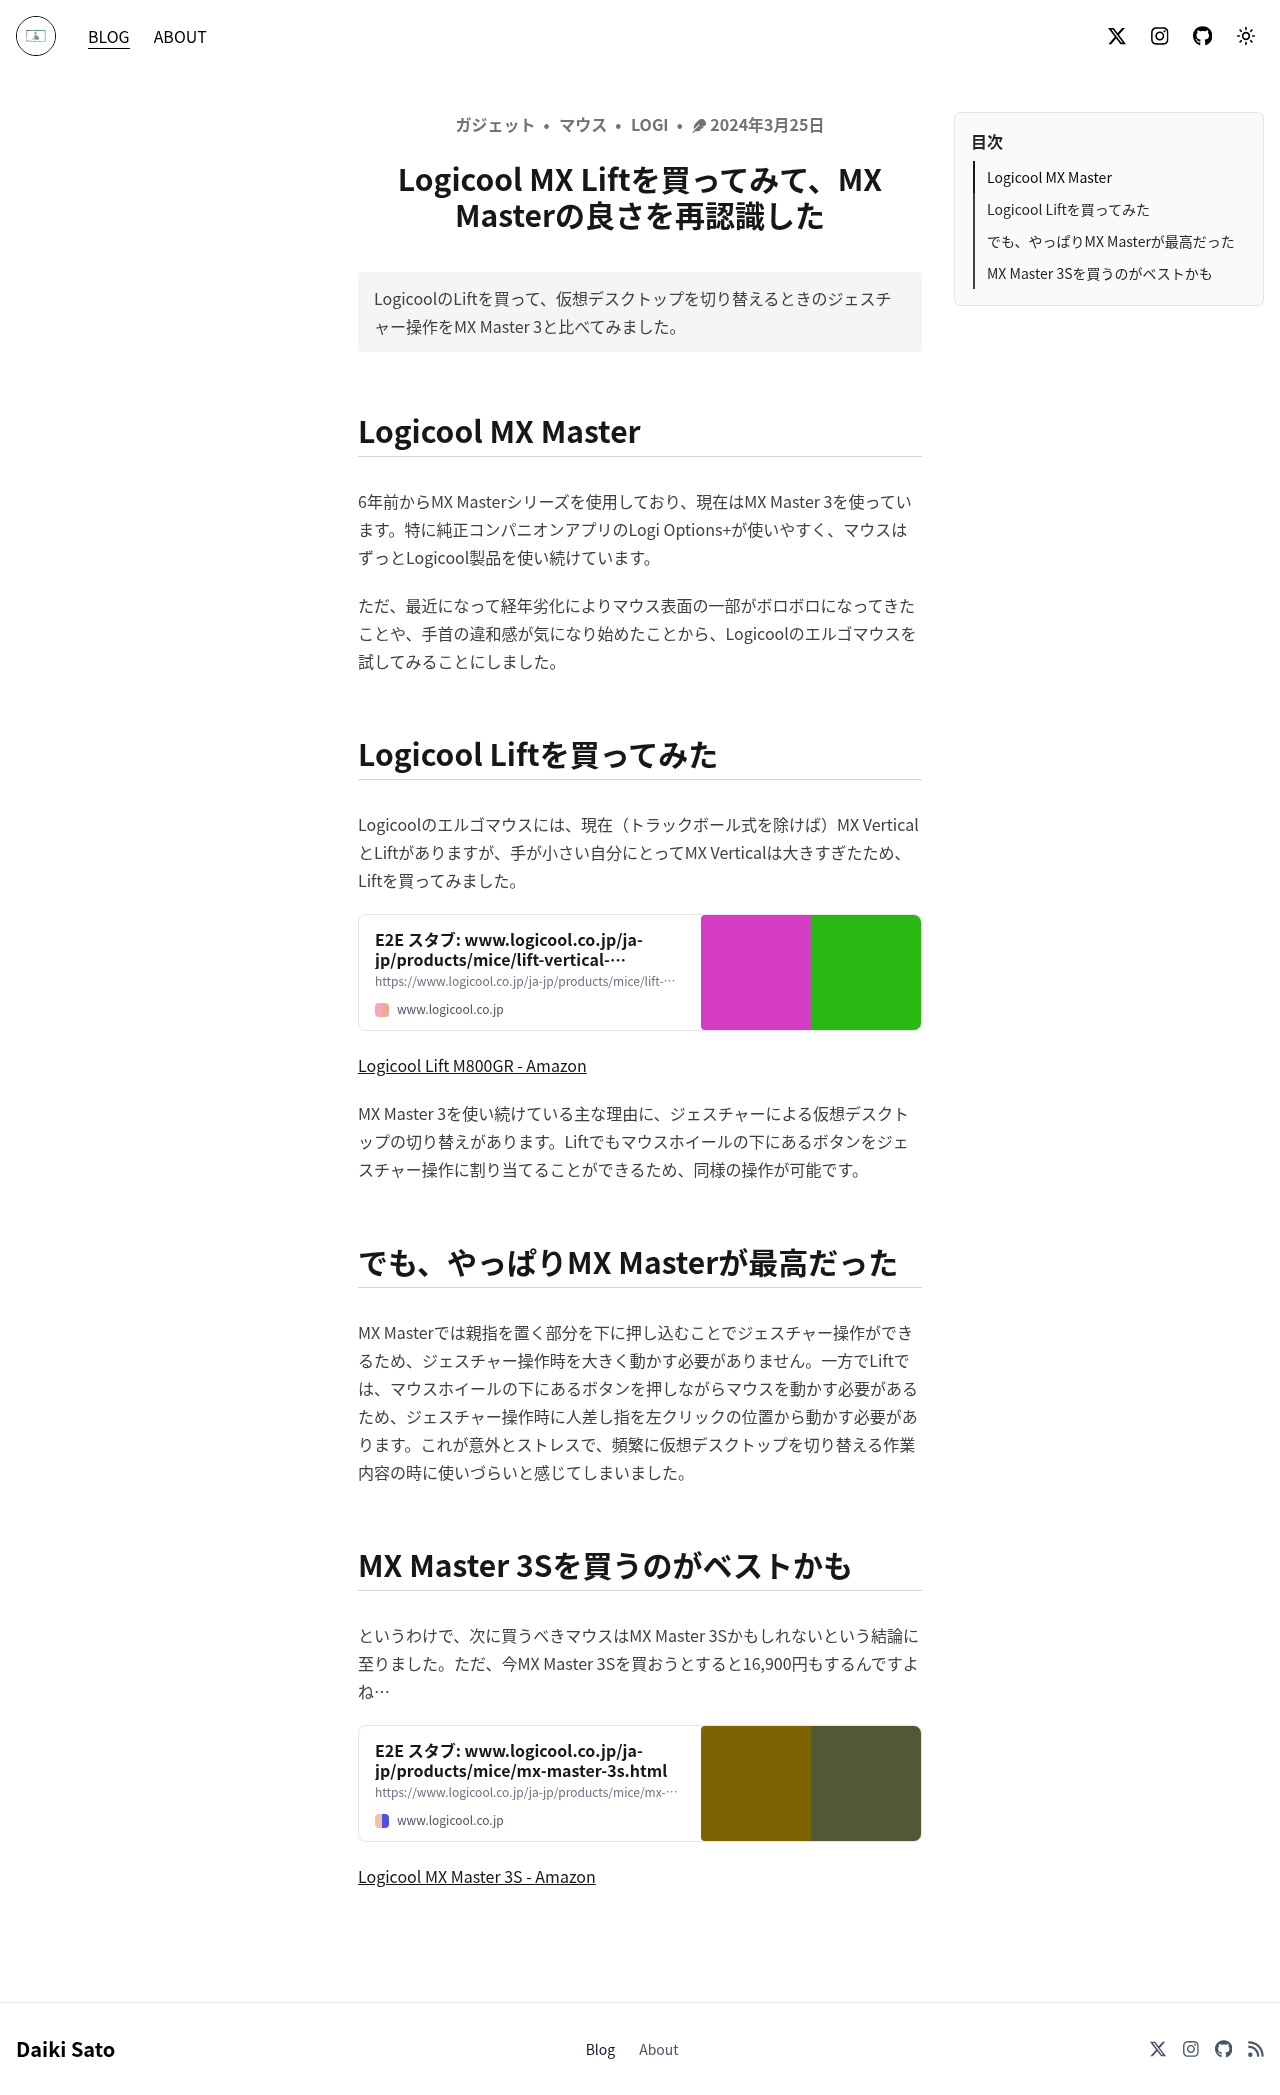 BLOG ABOUT
ガジェット • マウス • LOGI • 2024年3月25日
Logicool MX Liftを買ってみて、MX
Masterの良さを再認識した
LogicoolのLiftを買って、仮想デスクトップを切り替えるときのジェスチ
ャー操作をMX Master 3と比べてみました。
目次
Logicool MX Master
Logicool Liftを買ってみた
でも、やっぱりMX Masterが最高だった
MX Master 3Sを買うのがベストかも
Logicool MX Master
6年前からMX Masterシリーズを使用しており、現在はMX Master 3を使ってい
ます。特に純正コンパニオンアプリのLogi Options+が使いやすく、マウスは
ずっとLogicool製品を使い続けています。
ただ、最近になって経年劣化によりマウス表面の一部がボロボロになってきた
ことや、手首の違和感が気になり始めたことから、Logicoolのエルゴマウスを
試してみることにしました。
Logicool Liftを買ってみた
Logicoolのエルゴマウスには、現在（トラックボール式を除けば）MX Vertical
とLiftがありますが、手が小さい自分にとってMX Verticalは大きすぎたため、
Liftを買ってみました。
E2E スタブ: www.logicool.co.jp/ja-
jp/products/mice/lift-vertical-…
https://www.logicool.co.jp/ja-jp/products/mice/lift-…
www.logicool.co.jp
Logicool Lift M800GR - Amazon
MX Master 3を使い続けている主な理由に、ジェスチャーによる仮想デスクト
ップの切り替えがあります。Liftでもマウスホイールの下にあるボタンをジェ
スチャー操作に割り当てることができるため、同様の操作が可能です。
でも、やっぱりMX Masterが最高だった
MX Masterでは親指を置く部分を下に押し込むことでジェスチャー操作ができ
るため、ジェスチャー操作時を大きく動かす必要がありません。一方でLiftで
は、マウスホイールの下にあるボタンを押しながらマウスを動かす必要がある
ため、ジェスチャー操作時に人差し指を左クリックの位置から動かす必要があ
ります。これが意外とストレスで、頻繁に仮想デスクトップを切り替える作業
内容の時に使いづらいと感じてしまいました。
MX Master 3Sを買うのがベストかも
というわけで、次に買うべきマウスはMX Master 3Sかもしれないという結論に
至りました。ただ、今MX Master 3Sを買おうとすると16,900円もするんですよ
ね…
E2E スタブ: www.logicool.co.jp/ja-
jp/products/mice/mx-master-3s.html
https://www.logicool.co.jp/ja-jp/products/mice/mx-…
www.logicool.co.jp
Logicool MX Master 3S - Amazon
Daiki Sato
Blog About